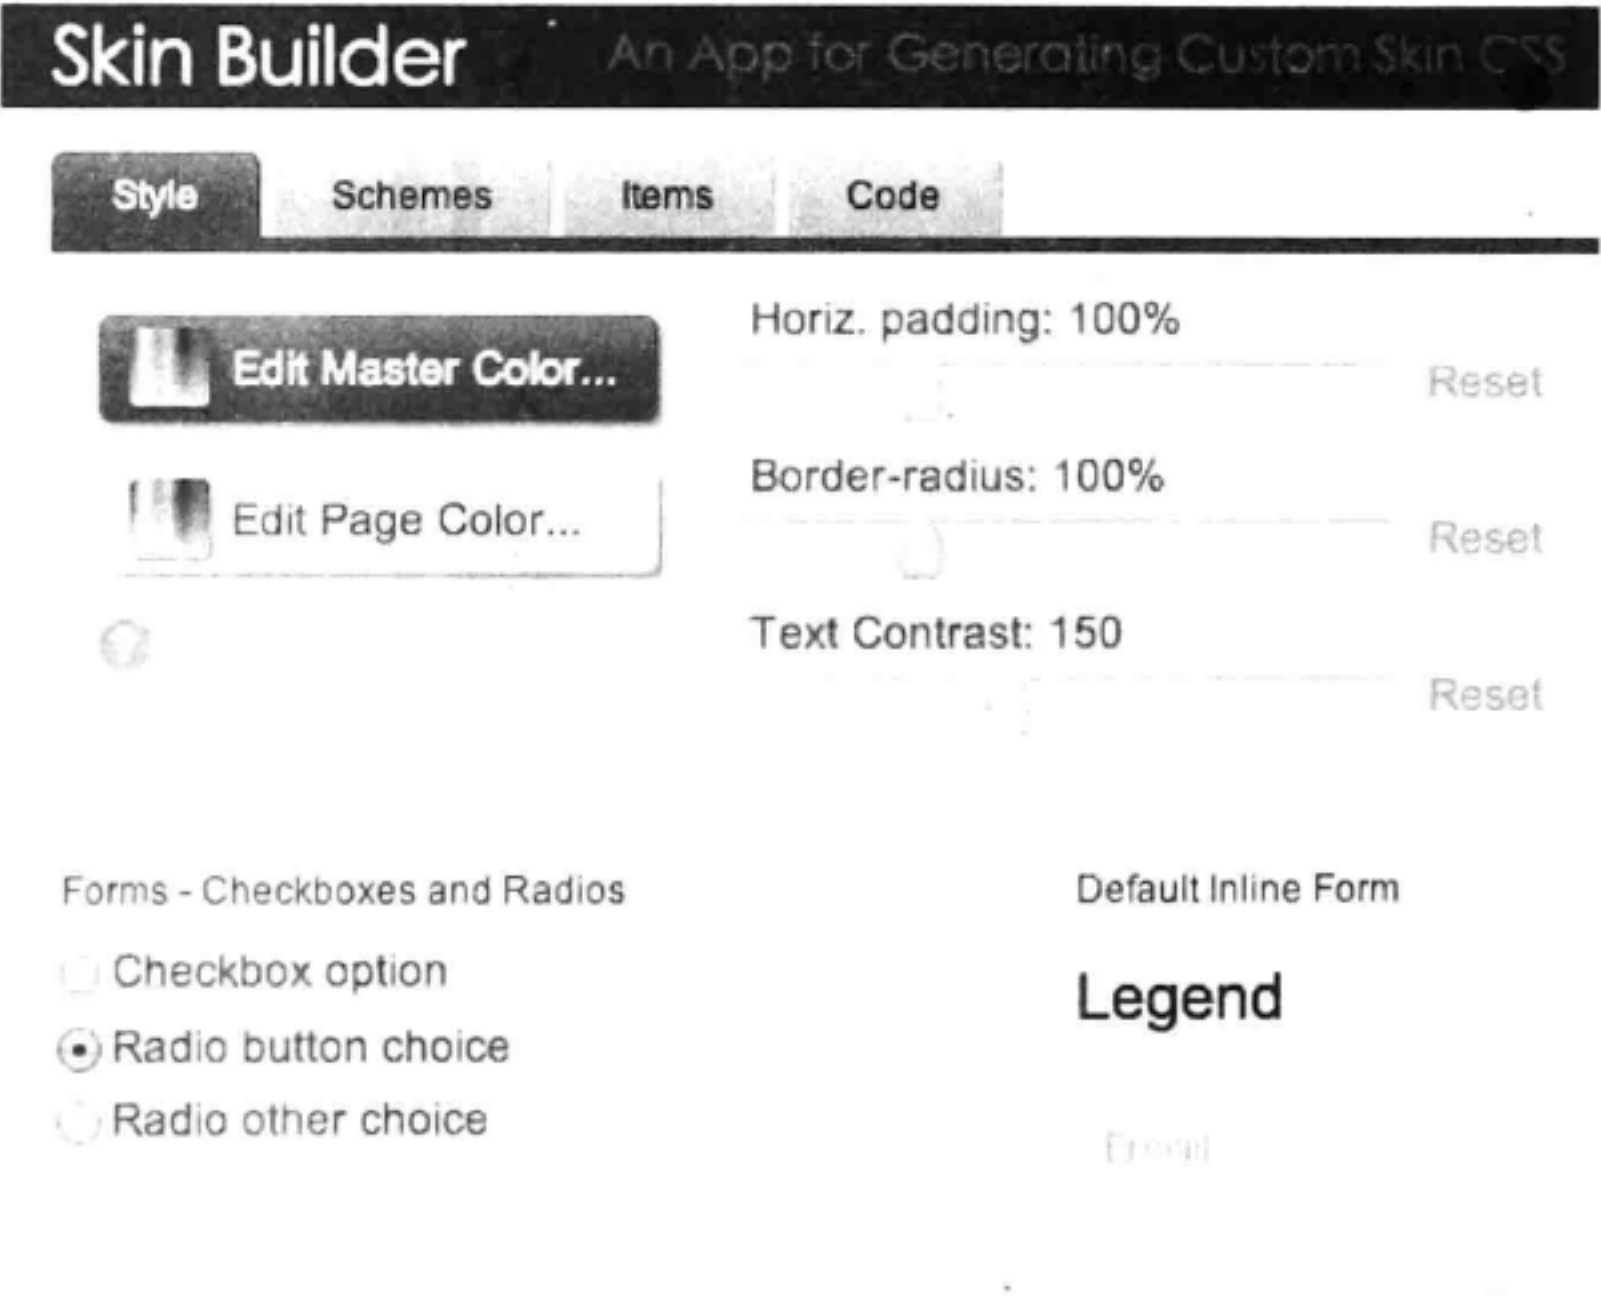 Skin Builder An App for Generating Custom Skin CSS
Style Schemes Items Code
Edit Master Color...
Edit Page Color...
Horiz. padding: 100%
Reset
Border-radius: 100%
Reset
Text Contrast: 150
Reset
Forms - Checkboxes and Radios
Checkbox option
Radio button choice
Radio other choice
Default Inline Form
Legend
Email